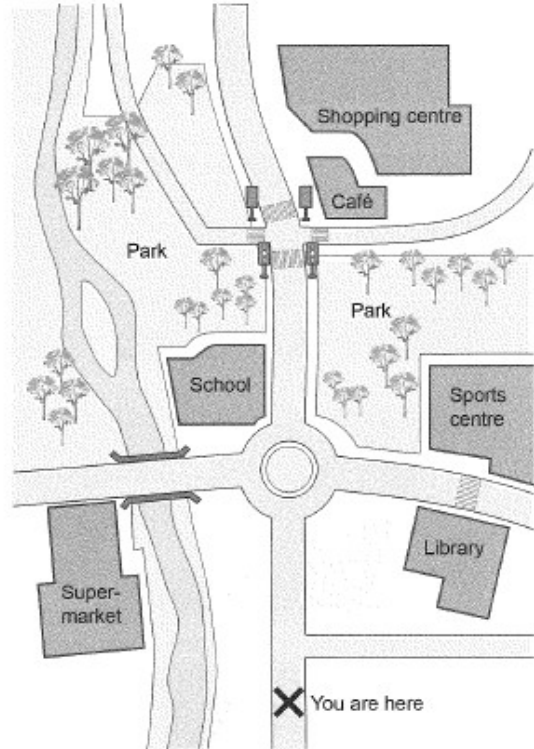 Shopping centre
Café
Park
Park
School
Sports
centre
Library
Super-
market
You are here